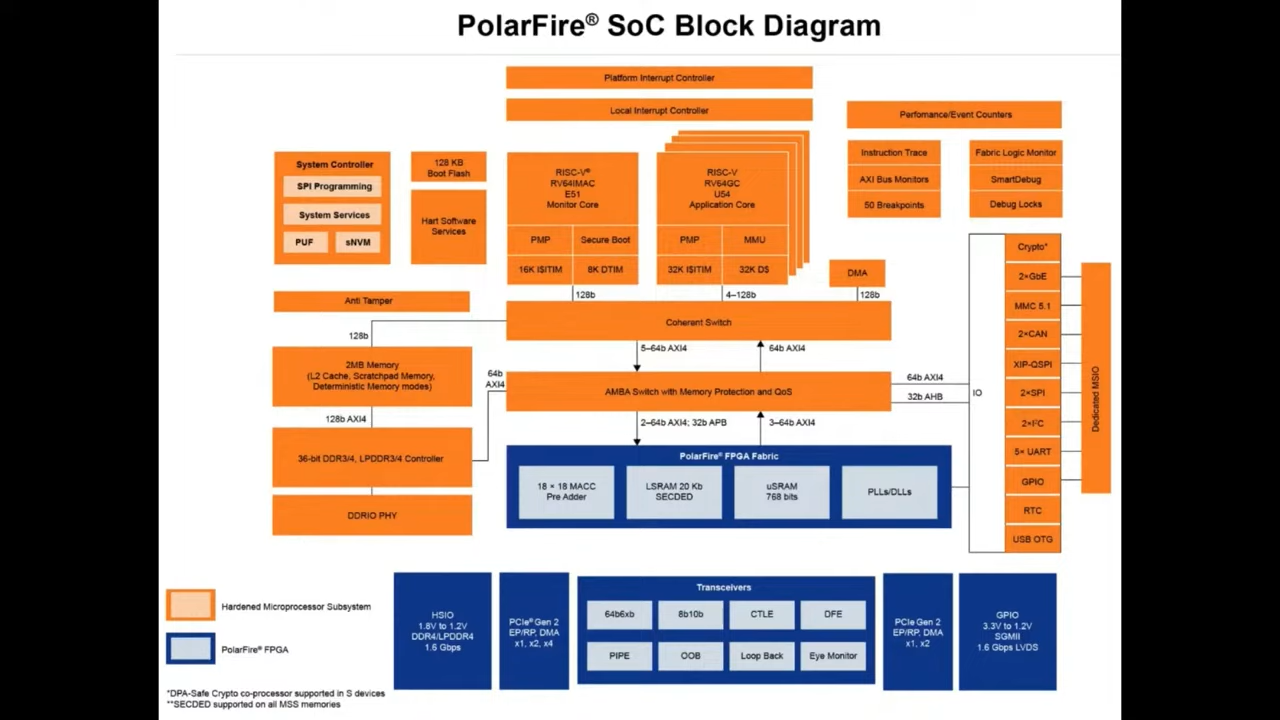 PolarFire® SoC Block Diagram
Platform Interrupt Controller
Local Interrupt Controller
Perfomance/Event Counters
Instruction Trace
AXI Bus Monitors
50 Breakpoints
Fabric Logic Monitor
SmartDebug
Debug Locks
System Controller
SPI Programming
System Services
PUF
sNVM
128 KB
Boot Flash
Hart Software
Services
RISC-V®
RV64IMAC
E51
Monitor Core
PMP
Secure Boot
16K I$ITIM
8K DTIM
RISC-V
RV64GC
U54
Application Core
PMP
MMU
32K I$ITIM
32K D$
DMA
128b
4–128b
128b
Anti Tamper
Coherent Switch
128b
5–64b AXI4
64b AXI4
2MB Memory
(L2 Cache, Scratchpad Memory,
Deterministic Memory modes)
64b
AXI4
AMBA Switch with Memory Protection and QoS
64b AXI4
32b AHB
IO
128b AXI4
2–64b AXI4; 32b APB
3–64b AXI4
36-bit DDR3/4, LPDDR3/4 Controller
DDRIO PHY
PolarFire® FPGA Fabric
18 × 18 MACC
Pre Adder
LSRAM 20 Kb
SECDED
uSRAM
768 bits
PLLs/DLLs
Crypto*
2×GbE
MMC 5.1
2×CAN
XIP-QSPI
2×SPI
2×I²C
5× UART
GPIO
RTC
USB OTG
Dedicated MSIO
Hardened Microprocessor Subsystem
PolarFire® FPGA
HSIO
1.8V to 1.2V
DDR4/LPDDR4
1.6 Gbps
PCIe® Gen 2
EP/RP, DMA
x1, x2, x4
Transceivers
64b6xb
8b10b
CTLE
DFE
PIPE
OOB
Loop Back
Eye Monitor
PCIe Gen 2
EP/RP, DMA
x1, x2
GPIO
3.3V to 1.2V
SGMII
1.6 Gbps LVDS
*DPA-Safe Crypto co-processor supported in S devices
**SECDED supported on all MSS memories